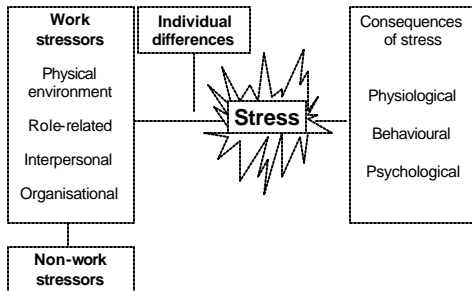 Work
stressors
Physical
environment
Role-related
Interpersonal
Organisational
Non-work
stressors
Individual
differences
Stress
Consequences
of stress
Physiological
Behavioural
Psychological